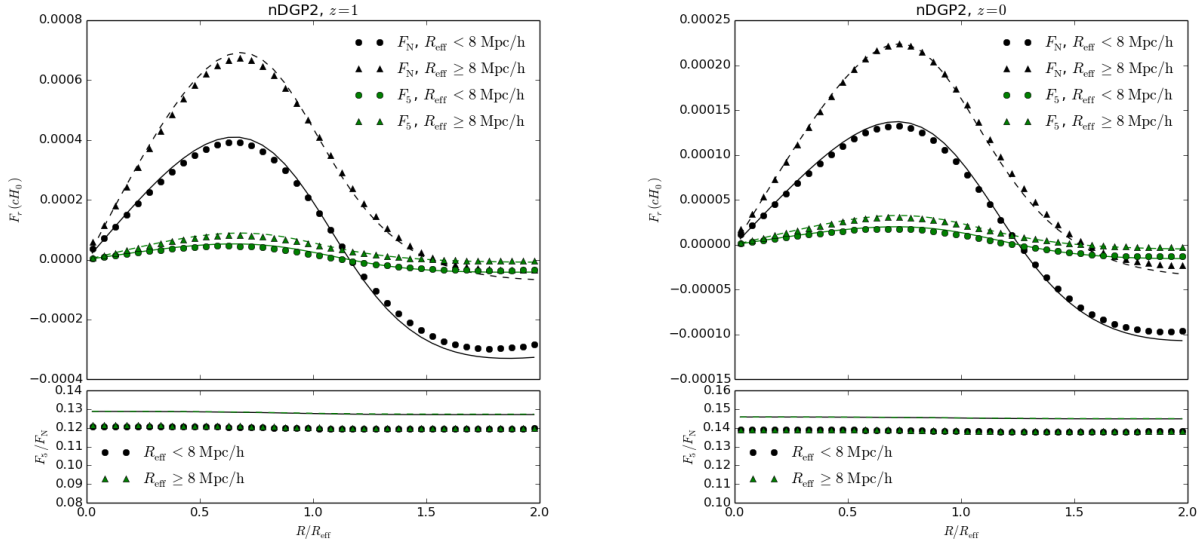 nDGP2, z=1
0.0008
0.0006
0.0004
0.0002
0.0000
−0.0002
−0.0004
F_r(cH_0)
F_N, R_eff < 8 Mpc/h
F_N, R_eff ≥ 8 Mpc/h
F_5, R_eff < 8 Mpc/h
F_5, R_eff ≥ 8 Mpc/h
0.14
0.13
0.12
0.11
0.10
0.09
0.08
F_5/F_N
R_eff < 8 Mpc/h
R_eff ≥ 8 Mpc/h
0.0 0.5 1.0 1.5 2.0
R/R_eff
nDGP2, z=0
0.00025
0.00020
0.00015
0.00010
0.00005
0.00000
−0.00005
−0.00010
−0.00015
F_r(cH_0)
F_N, R_eff < 8 Mpc/h
F_N, R_eff ≥ 8 Mpc/h
F_5, R_eff < 8 Mpc/h
F_5, R_eff ≥ 8 Mpc/h
0.16
0.15
0.14
0.13
0.12
0.11
0.10
F_5/F_N
R_eff < 8 Mpc/h
R_eff ≥ 8 Mpc/h
0.0 0.5 1.0 1.5 2.0
R/R_eff